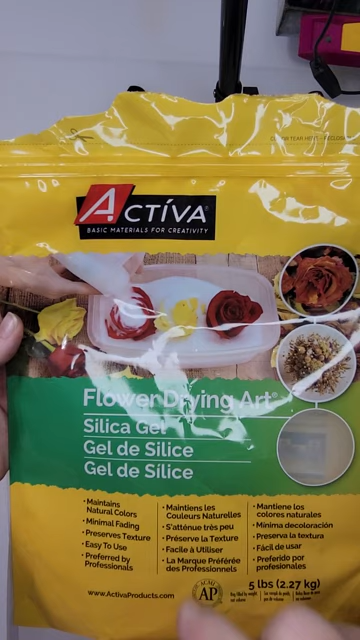 ACTÍVA®
BASIC MATERIALS FOR CREATIVITY
Flower Drying Art®
Silica Gel
Gel de Silice
Gel de Sílice
• Maintains Natural Colors
• Minimal Fading
• Preserves Texture
• Easy To Use
• Preferred by Professionals
• Maintiens les Couleurs Naturelles
• S'atténue très peu
• Préserve la Texture
• Facile à Utiliser
• La Marque Préférée des Professionnels
• Mantiene los colores naturales
• Mínima decoloración
• Preserva la textura
• Fácil de usar
• Preferido por profesionales
www.ActivaProducts.com
ACMI
AP
5 lbs (2.27 kg)